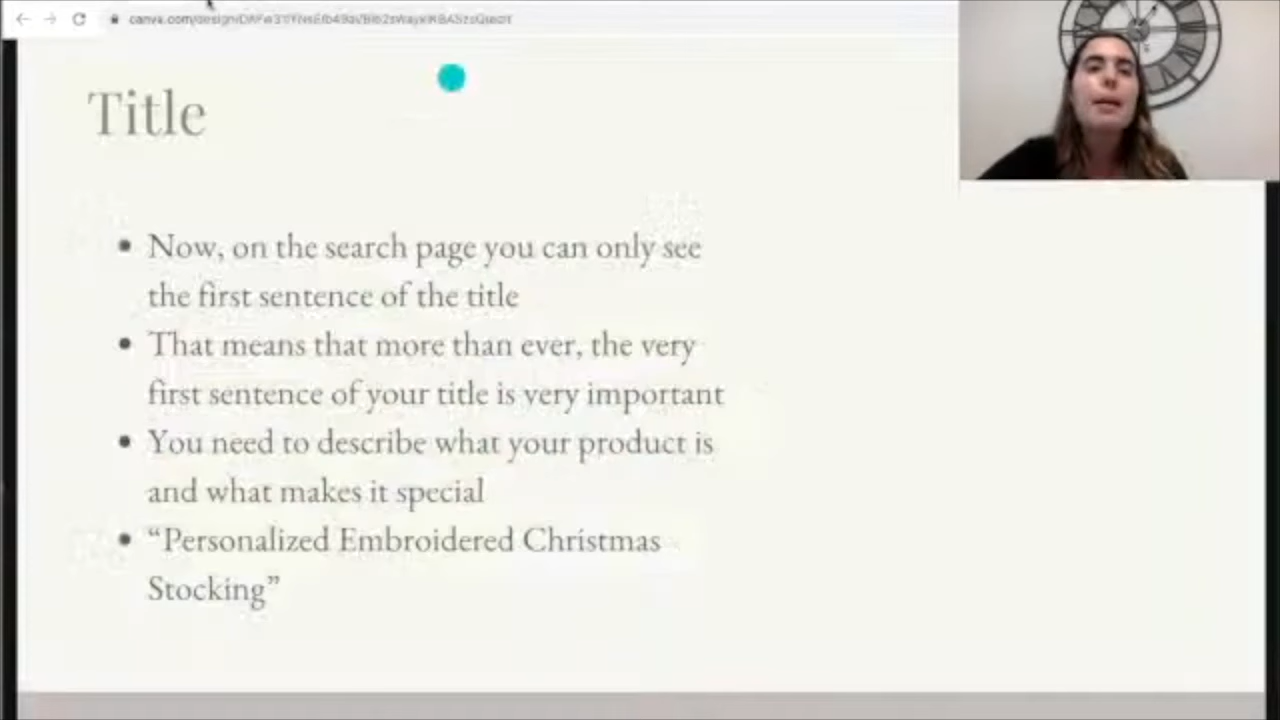 Title
Now, on the search page you can only see
the first sentence of the title
That means that more than ever, the very
first sentence of your title is very important
You need to describe what your product is
and what makes it special
“Personalized Embroidered Christmas
Stocking”